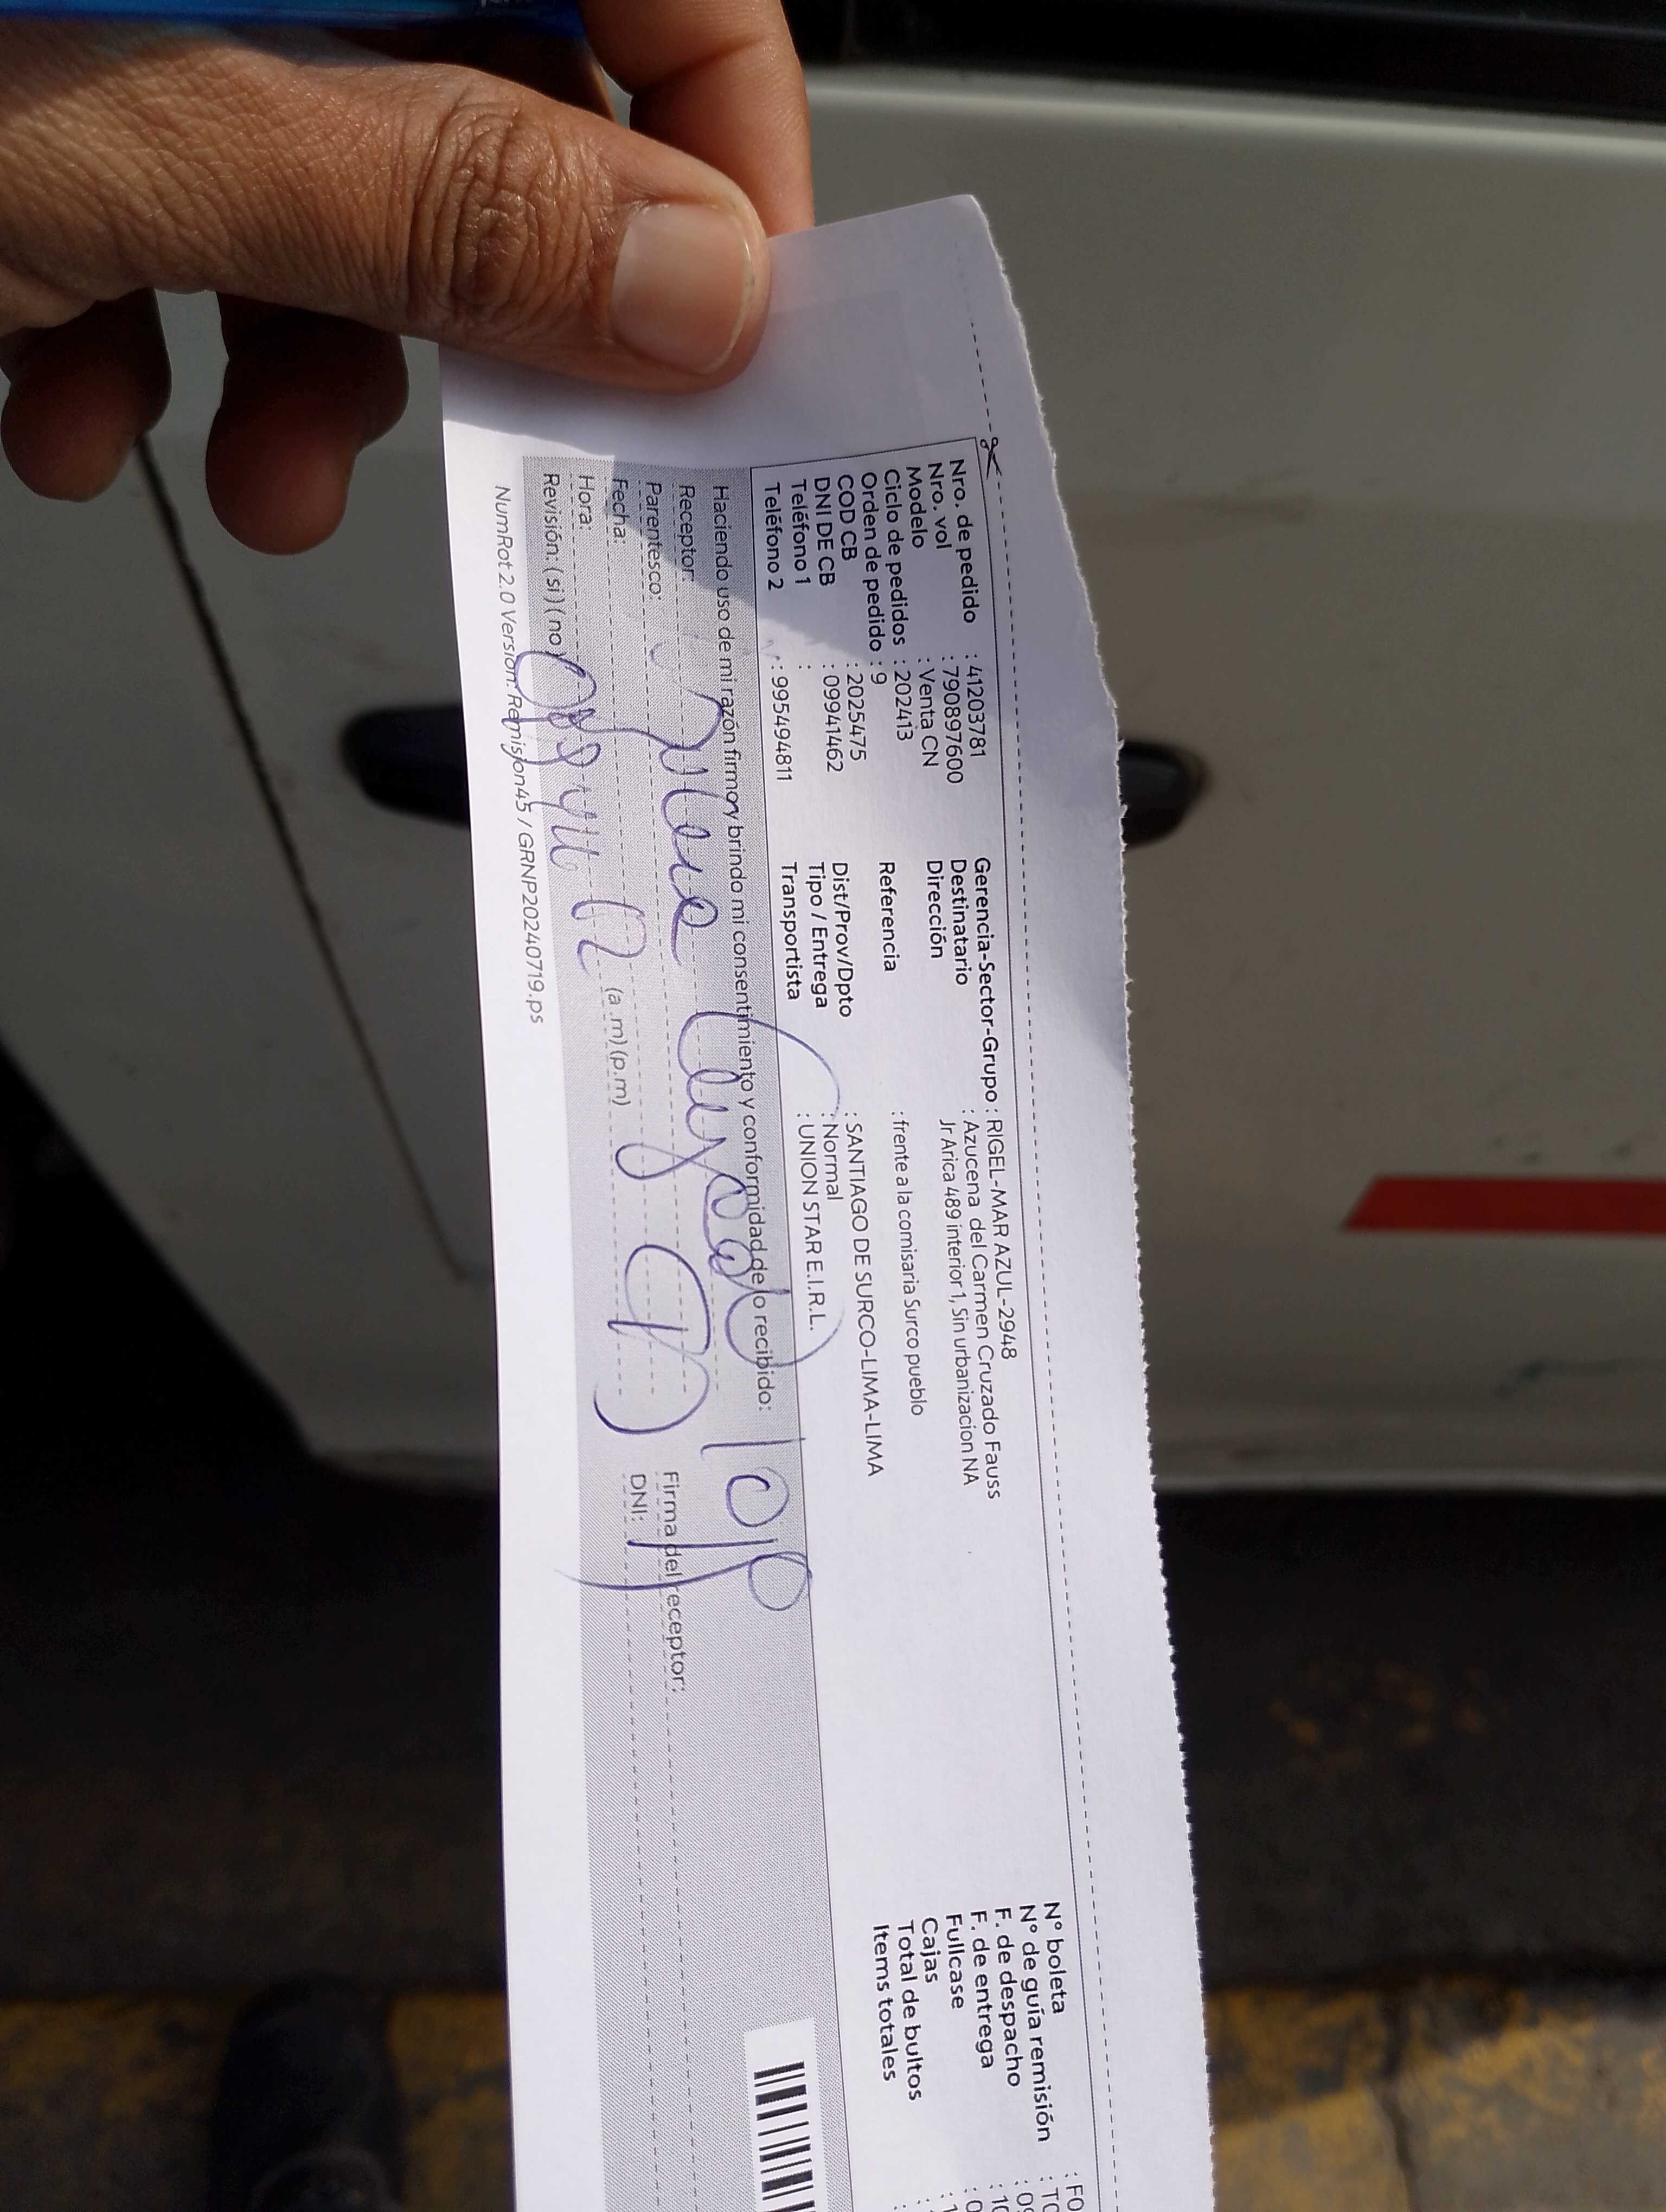 Nro. de pedido : 41203781
Nro. vol : 790897600
Modelo : Venta CN
Ciclo de pedidos : 202413
Orden de pedido : 9
COD CB : 2025475
DNI DE CB : 09941462
Teléfono 1 :
Teléfono 2 : 995494811
Gerencia-Sector-Grupo : RIGEL-MAR AZUL-2948
Destinatario : Azucena del Carmen Cruzado Fauss
Dirección : Jr Arica 489 interior 1, Sin urbanizacion NA
Referencia : frente a la comisaria Surco pueblo
Dist/Prov/Dpto : SANTIAGO DE SURCO-LIMA-LIMA
Tipo / Entrega : Normal
Transportista : UNION STAR E.I.R.L.
N° boleta
N° de guía remisión
F. de despacho
F. de entrega
Fullcase
Cajas
Total de bultos
Items totales
Haciendo uso de mi razón firmo y brindo mi consentimiento y conformidad de lo recibido:
Receptor:
Parentesco:
Fecha:
Hora: (a.m) (p.m)
Revisión: (si) (no)
Firma del receptor:
DNI:
NumRot 2.0 Version: Remision45 / GRNP20240719.ps